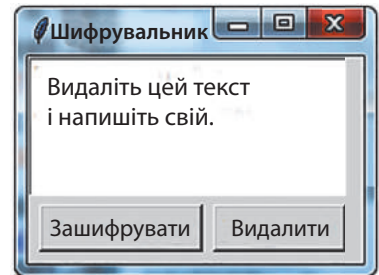 Шифрувальник
Видаліть цей текст
і напишіть свій.
Зашифрувати Видалити